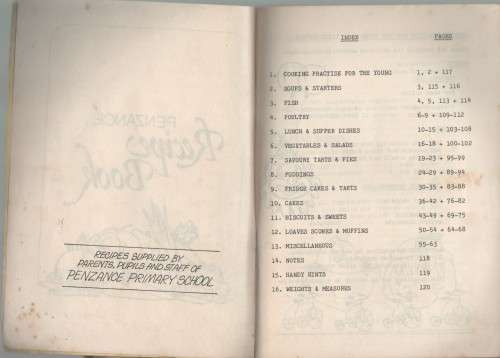 PENZANCE
Recipe
Book
RECIPES SUPPLIED BY
PARENTS, PUPILS AND STAFF OF
PENZANCE PRIMARY SCHOOL
INDEX PAGES
1. COOKING PRACTISE FOR THE YOUNG 1, 2 + 117
2. SOUPS & STARTERS 3, 115 + 116
3. FISH 4, 5, 113 + 114
4. POULTRY 6-9 + 109-112
5. LUNCH & SUPPER DISHES 10-15 + 103-108
6. VEGETABLES & SALADS 16-18 + 100-102
7. SAVOURY TARTS & PIES 19-23 + 95-99
8. PUDDINGS 24-29 + 89-94
9. FRIDGE CAKES & TARTS 30-35 + 83-88
10. CAKES 36-42 + 76-82
11. BISCUITS & SWEETS 43-49 + 69-75
12. LOAVES SCONES & MUFFINS 50-54 + 64-68
13. MISCELLANEOUS 55-63
14. NOTES 118
15. HANDY HINTS 119
16. WEIGHTS & MEASURES 120